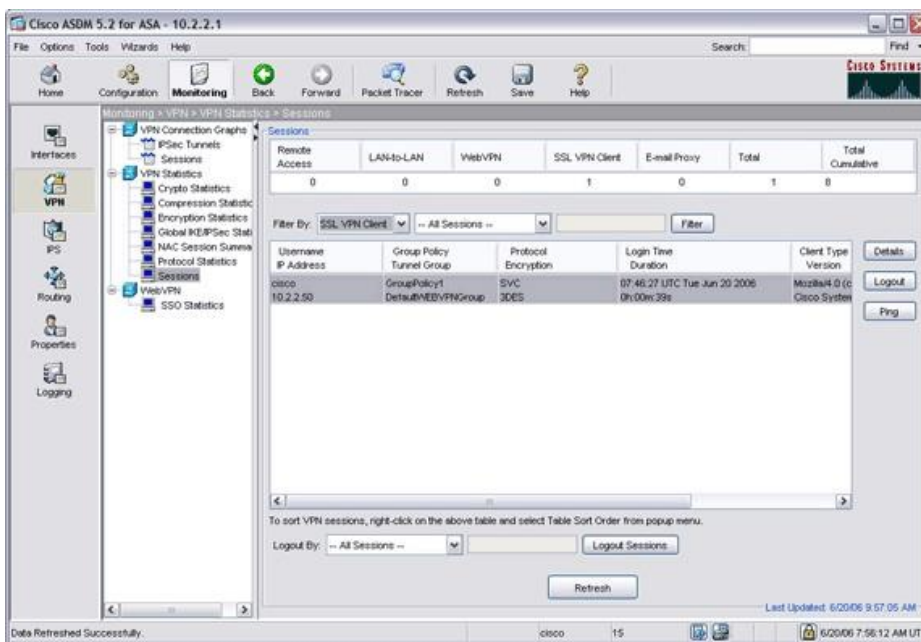 Cisco ASDM 5.2 for ASA - 10.2.2.1
File Options Tools Wizards Help
Search:
Find
Home
Configuration
Monitoring
Back
Forward
Packet Tracer
Refresh
Save
Help
CISCO SYSTEMS
Monitoring > VPN > VPN Statistics > Sessions
Interfaces
VPN
IPS
Routing
Properties
Logging
VPN Connection Graphs
IPSec Tunnels
Sessions
VPN Statistics
Crypto Statistics
Compression Statistic
Encryption Statistics
Global IKE/IPSec Stati
NAC Session Summa
Protocol Statistics
Sessions
WebVPN
SSO Statistics
Sessions
Remote Access LAN-to-LAN WebVPN SSL VPN Client E-mail Proxy Total Total Cumulative
0 0 0 1 0 1 8
Filter By: SSL VPN Client -- All Sessions -- Filter
Username Group Policy Protocol Login Time Client Type
IP Address Tunnel Group Encryption Duration Version
cisco GroupPolicy1 SVC 07:46:27 UTC Tue Jun 20 2006 Mozilla/4.0 (c
10.2.2.50 DefaultWEBVPNGroup 3DES 0h:00m:39s Cisco System
Details
Logout
Ping
To sort VPN sessions, right-click on the above table and select Table Sort Order from popup menu.
Logout By: -- All Sessions -- Logout Sessions
Refresh
Last Updated: 6/20/06 9:57:05 AM
Data Refreshed Successfully.
cisco
15
6/20/06 7:56:12 AM UT